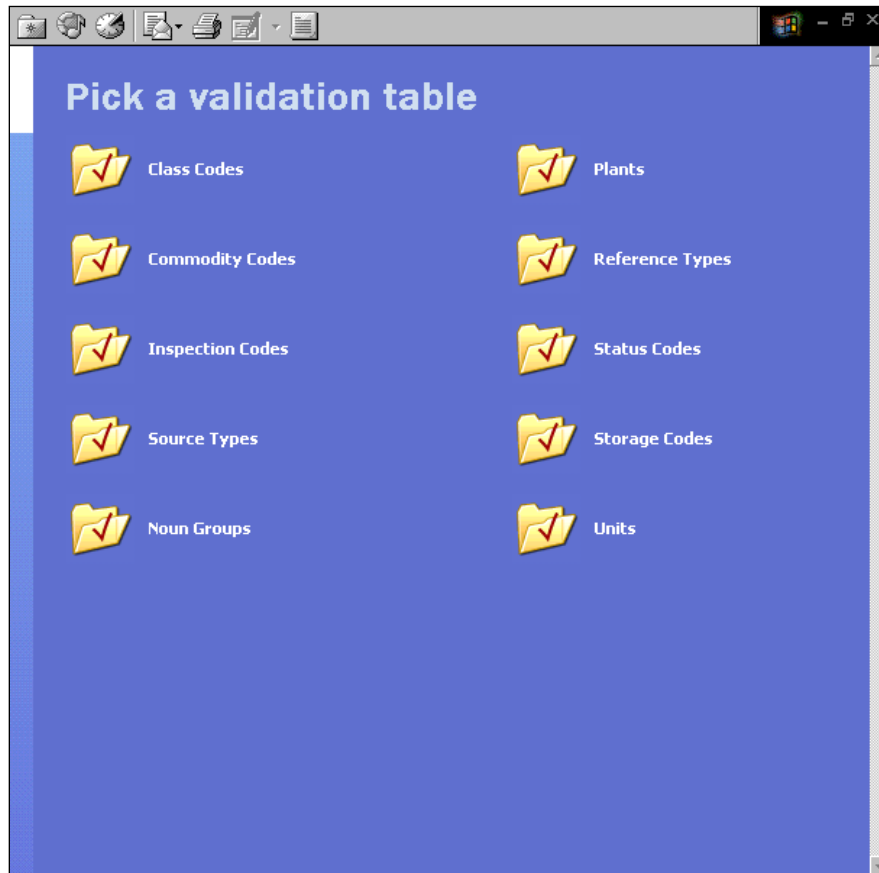 Pick a validation table
Class Codes
Plants
Commodity Codes
Reference Types
Inspection Codes
Status Codes
Source Types
Storage Codes
Noun Groups
Units